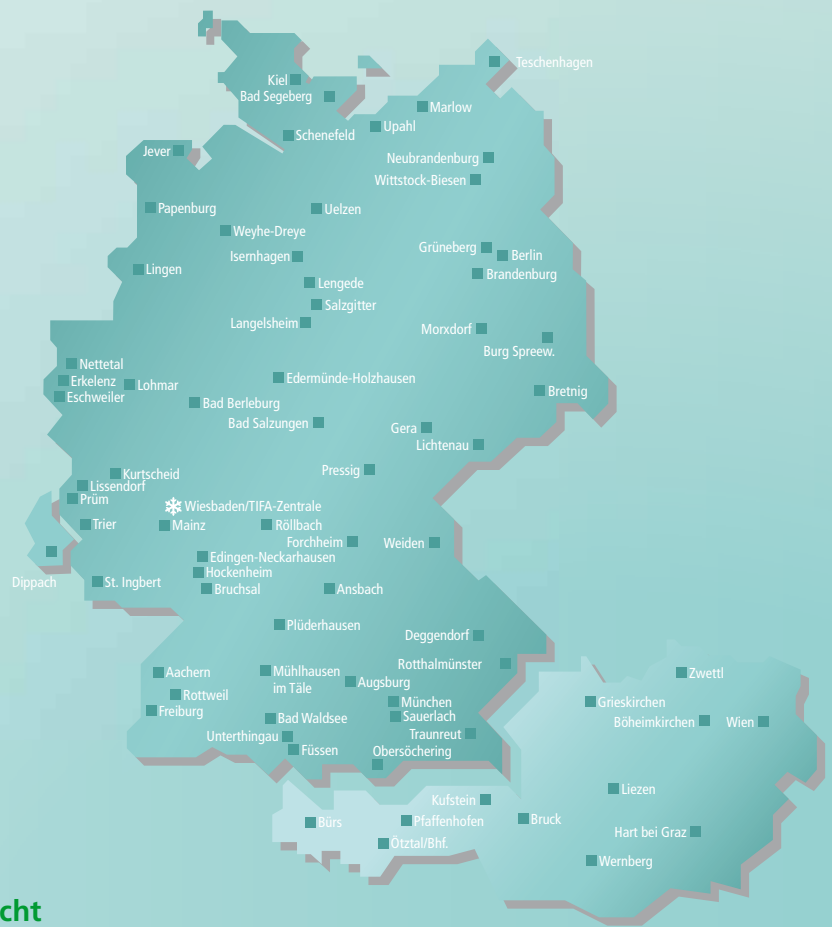 Teschenhagen
Kiel
Bad Segeberg
Marlow
Upahl
Schenefeld
Jever
Neubrandenburg
Wittstock-Biesen
Papenburg
Uelzen
Weyhe-Dreye
Grüneberg
Isernhagen
Berlin
Lingen
Brandenburg
Lengede
Salzgitter
Langelsheim
Morxdorf
Burg Spreew.
Nettetal
Erkelenz
Lohmar
Edermünde-Holzhausen
Eschweiler
Bad Berleburg
Bretnig
Bad Salzungen
Gera
Lichtenau
Kurtscheid
Pressig
Lissendorf
Prüm
Wiesbaden/TIFA-Zentrale
Trier
Mainz
Röllbach
Forchheim
Weiden
Edingen-Neckarhausen
Hockenheim
Dippach
St. Ingbert
Bruchsal
Ansbach
Plüderhausen
Deggendorf
Rotthalmünster
Aachern
Mühlhausen
im Täle
Augsburg
Zwettl
Rottweil
München
Grieskirchen
Freiburg
Bad Waldsee
Sauerlach
Böheimkirchen
Wien
Unterthingau
Traunreut
Füssen
Obersöchering
Liezen
Kufstein
Bürs
Pfaffenhofen
Bruck
Hart bei Graz
Ötztal/Bhf.
Wernberg
cht